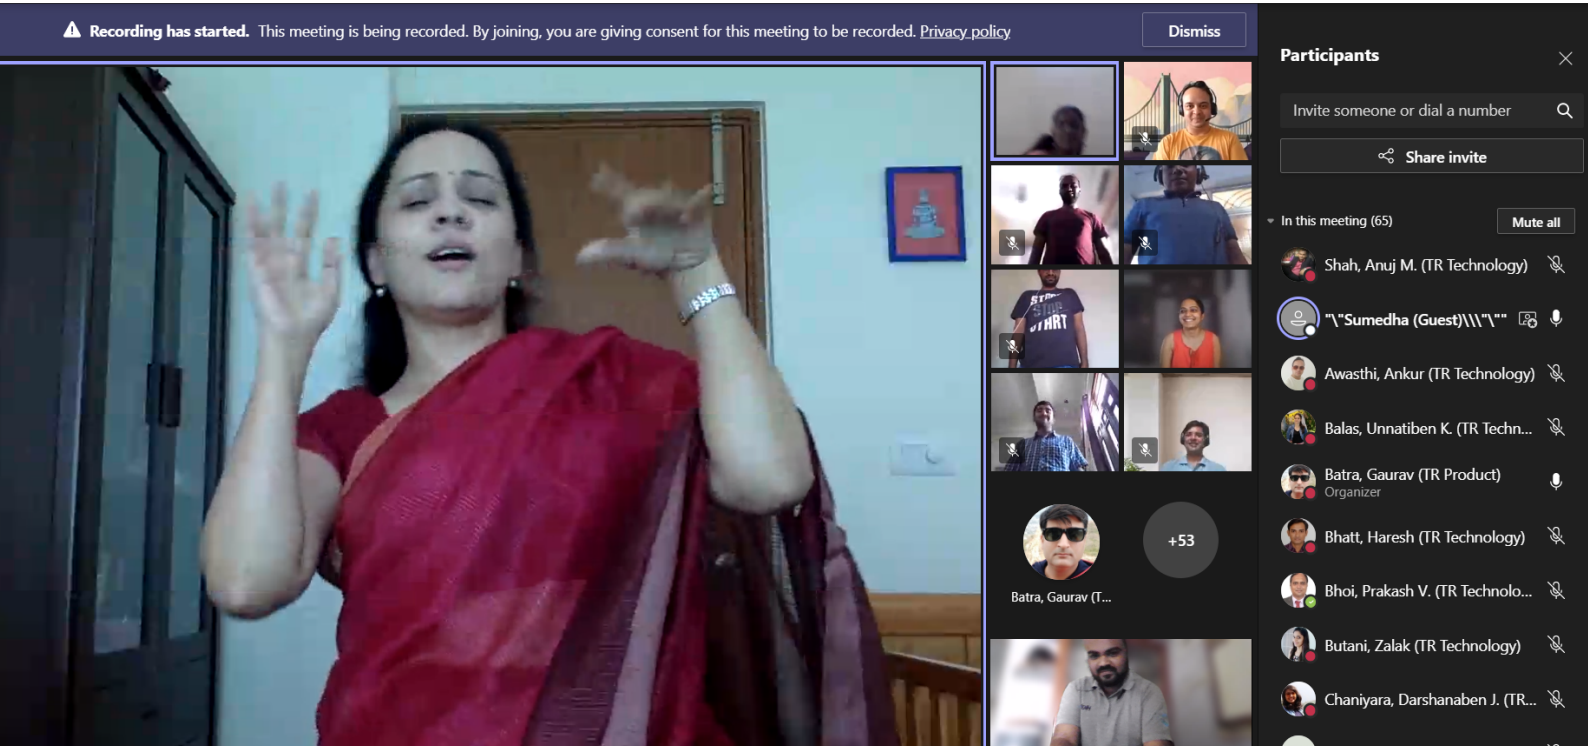 Recording has started. This meeting is being recorded. By joining, you are giving consent for this meeting to be recorded. Privacy policy
Dismiss
START
STOP
START
Batra, Gaurav (T...
+53
Participants
Invite someone or dial a number
Share invite
In this meeting (65)
Mute all
Shah, Anuj M. (TR Technology)
"\"Sumedha (Guest)\\\"\""
Awasthi, Ankur (TR Technology)
Balas, Unnatiben K. (TR Techn...
Batra, Gaurav (TR Product)
Organizer
Bhatt, Haresh (TR Technology)
Bhoi, Prakash V. (TR Technolo...
Butani, Zalak (TR Technology)
Chaniyara, Darshanaben J. (TR...